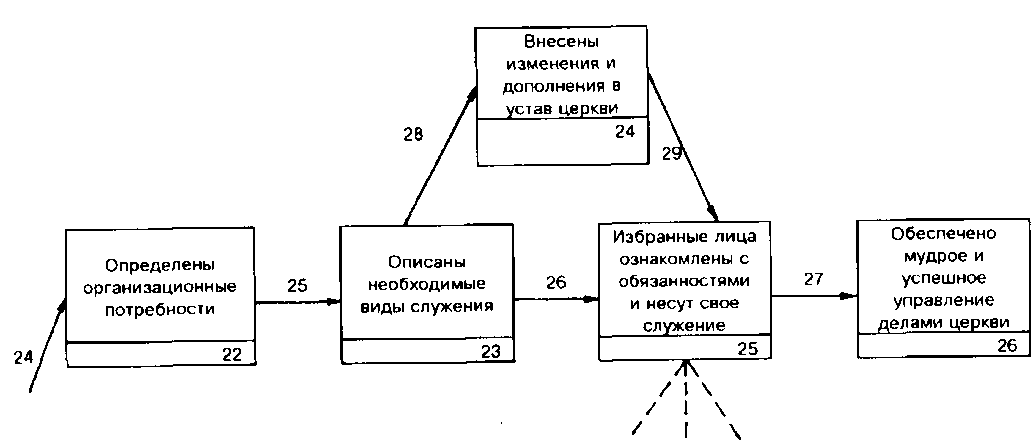 Внесены
изменения и
дополнения в
устав церкви
24
28
29
Определены
организационные
потребности
22
24
25
Описаны
необходимые
виды служения
23
26
Избранные лица
ознакомлены с
обязанностями
и несут свое
служение
25
27
Обеспечено
мудрое и
успешное
управление
делами церкви
26